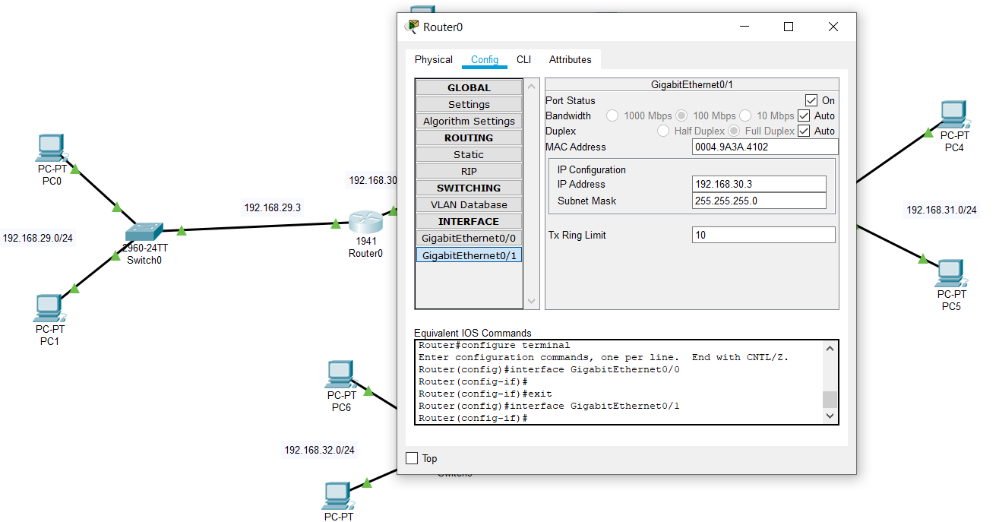 Router0
Physical Config CLI Attributes
GLOBAL
Settings
Algorithm Settings
ROUTING
Static
RIP
SWITCHING
VLAN Database
INTERFACE
GigabitEthernet0/0
GigabitEthernet0/1
GigabitEthernet0/1
Port Status On
Bandwidth 1000 Mbps 100 Mbps 10 Mbps Auto
Duplex Half Duplex Full Duplex Auto
MAC Address 0004.9A3A.4102
IP Configuration
IP Address 192.168.30.3
Subnet Mask 255.255.255.0
Tx Ring Limit 10
Equivalent IOS Commands
Router#configure terminal
Enter configuration commands, one per line. End with CNTL/Z.
Router(config)#interface GigabitEthernet0/0
Router(config-if)#
Router(config-if)#exit
Router(config)#interface GigabitEthernet0/1
Router(config-if)#
Top
PC-PT
PC0
192.168.29.0/24
2960-24TT
Switch0
PC-PT
PC1
192.168.29.3
192.168.30
1941
Router0
PC-PT
PC6
192.168.32.0/24
PC-PT
PC-PT
PC4
192.168.31.0/24
PC-PT
PC5